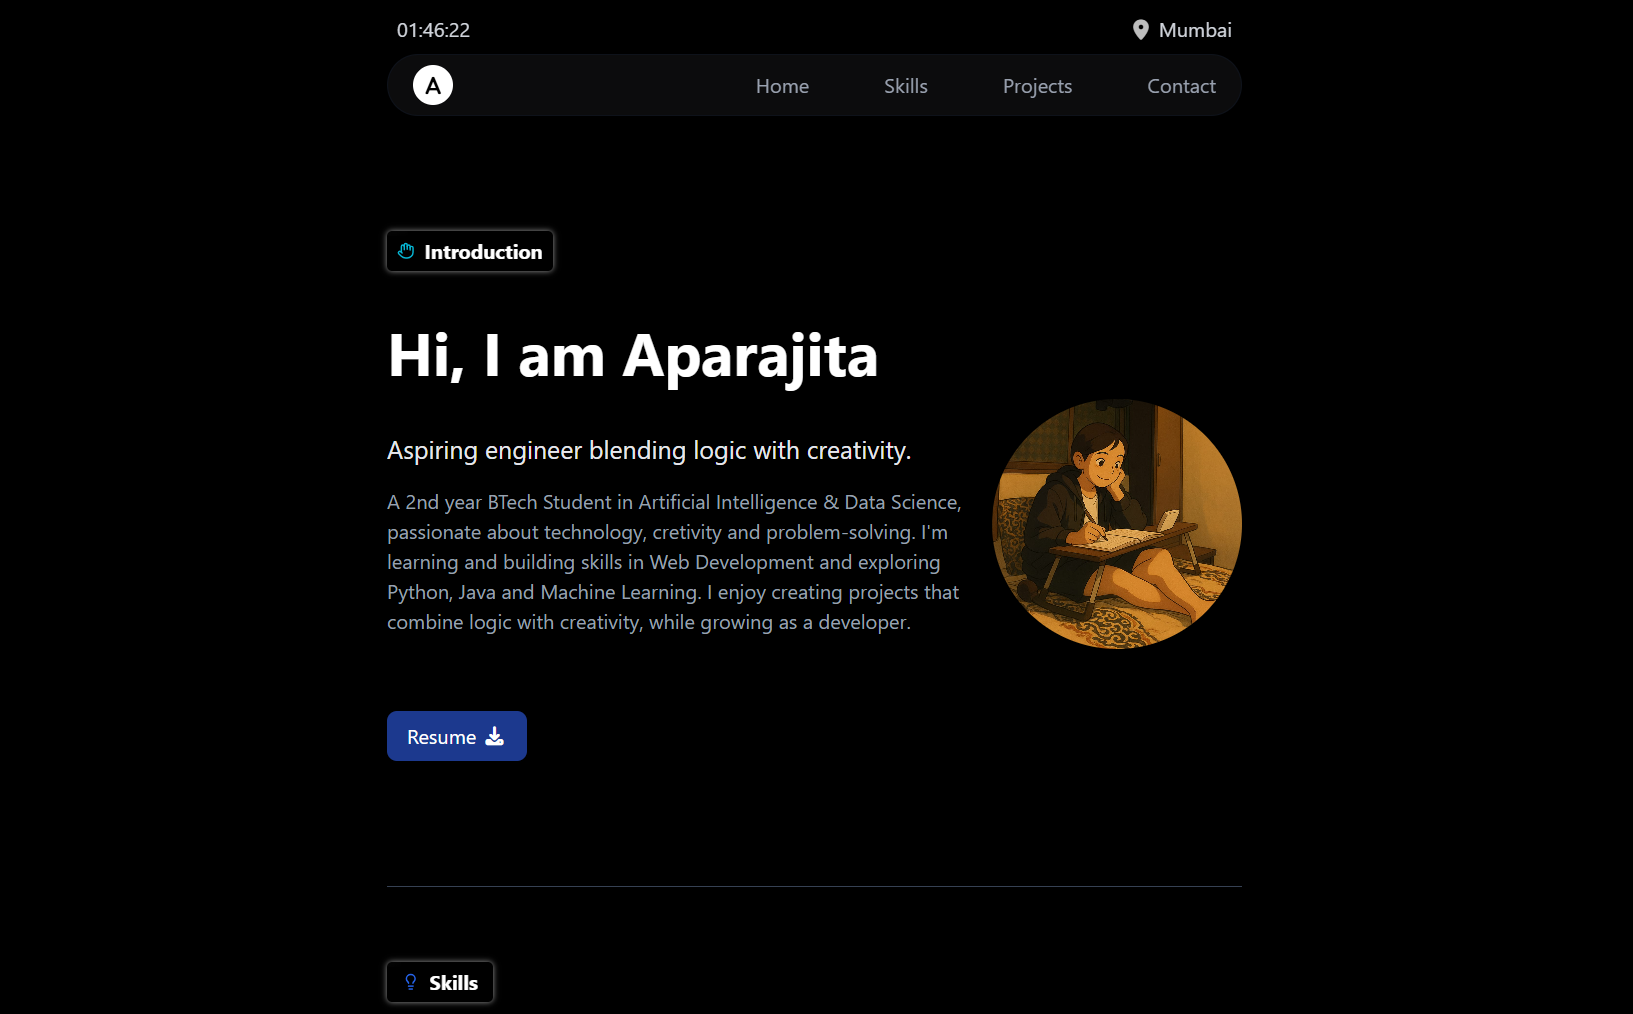 01:46:22
Mumbai
A
Home
Skills
Projects
Contact
Introduction
Hi, I am Aparajita
Aspiring engineer blending logic with creativity.
A 2nd year BTech Student in Artificial Intelligence & Data Science,
passionate about technology, cretivity and problem-solving. I'm
learning and building skills in Web Development and exploring
Python, Java and Machine Learning. I enjoy creating projects that
combine logic with creativity, while growing as a developer.
Resume
Skills